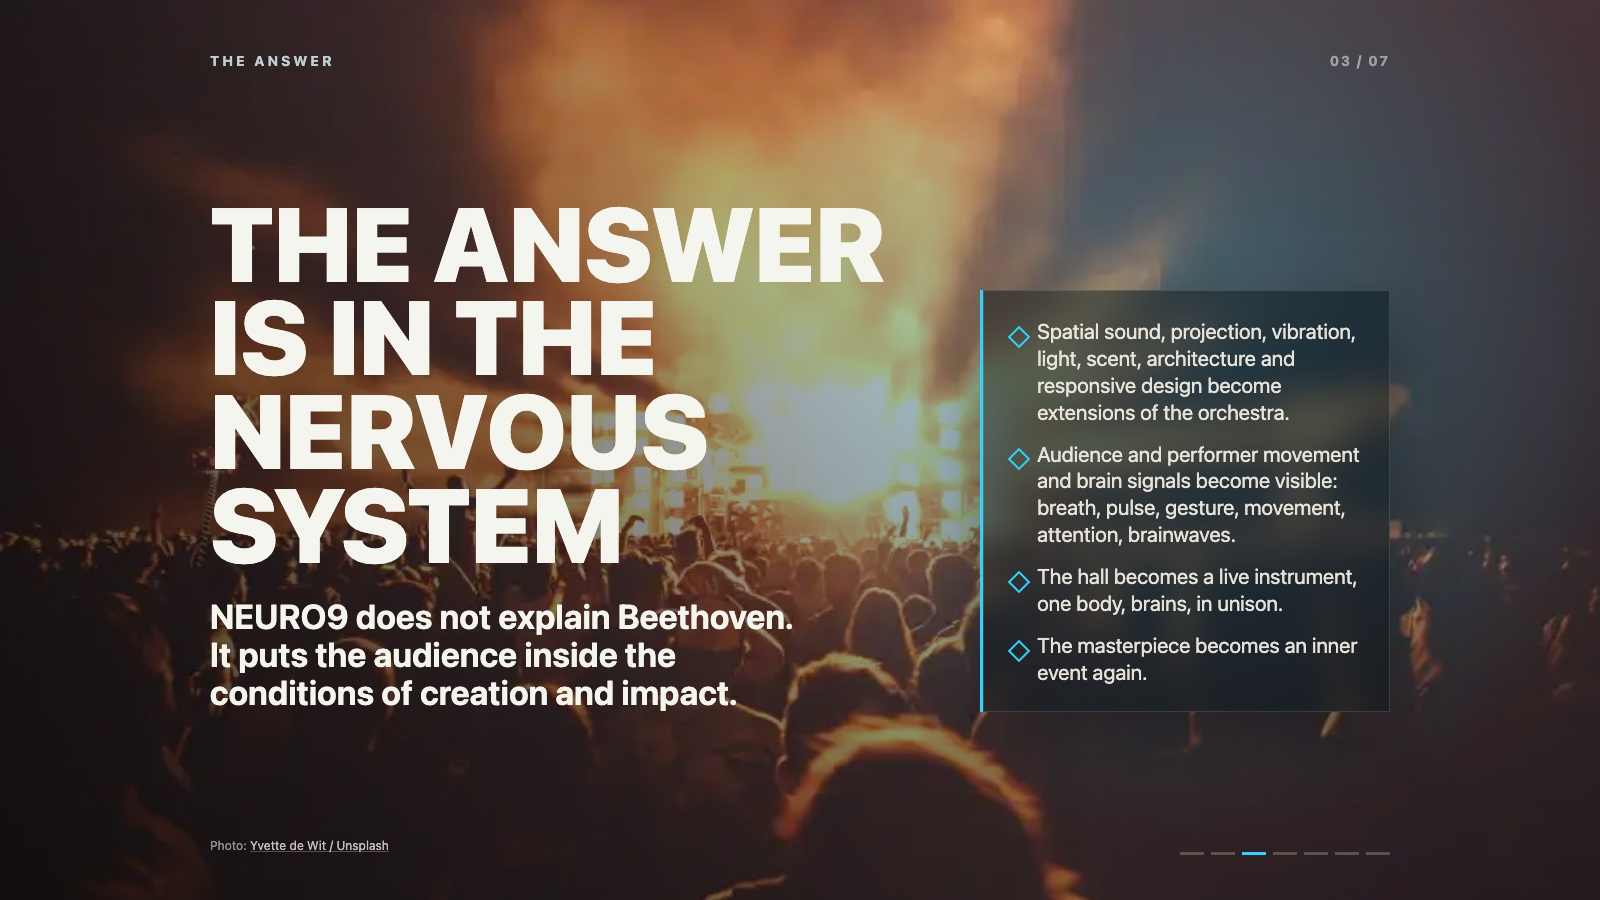 THE ANSWER
03 / 07
THE ANSWER
IS IN THE
NERVOUS
SYSTEM
NEURO9 does not explain Beethoven.
It puts the audience inside the
conditions of creation and impact.
Spatial sound, projection, vibration,
light, scent, architecture and
responsive design become
extensions of the orchestra.
Audience and performer movement
and brain signals become visible:
breath, pulse, gesture, movement,
attention, brainwaves.
The hall becomes a live instrument,
one body, brains, in unison.
The masterpiece becomes an inner
event again.
Photo: Yvette de Wit / Unsplash